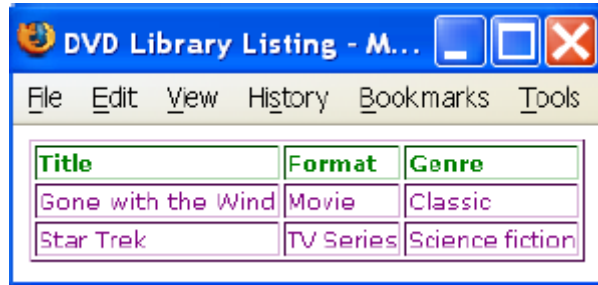 DVD Library Listing - M...
File Edit View History Bookmarks Tools
Title Format Genre
Gone with the Wind Movie Classic
Star Trek TV Series Science fiction